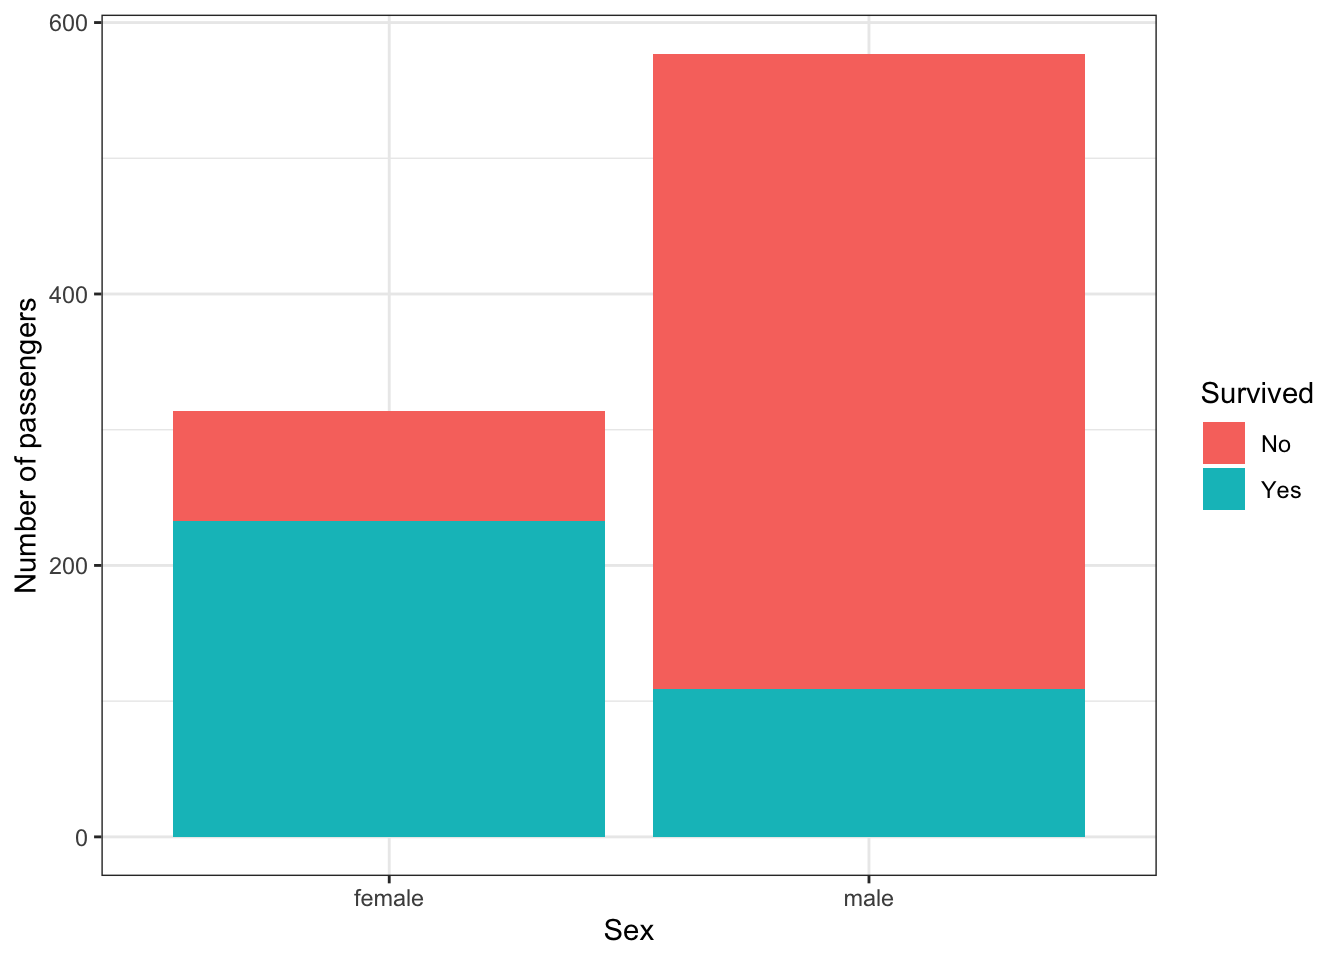 Number of passengers
600
400
200
0
female
male
Sex
Survived
No
Yes